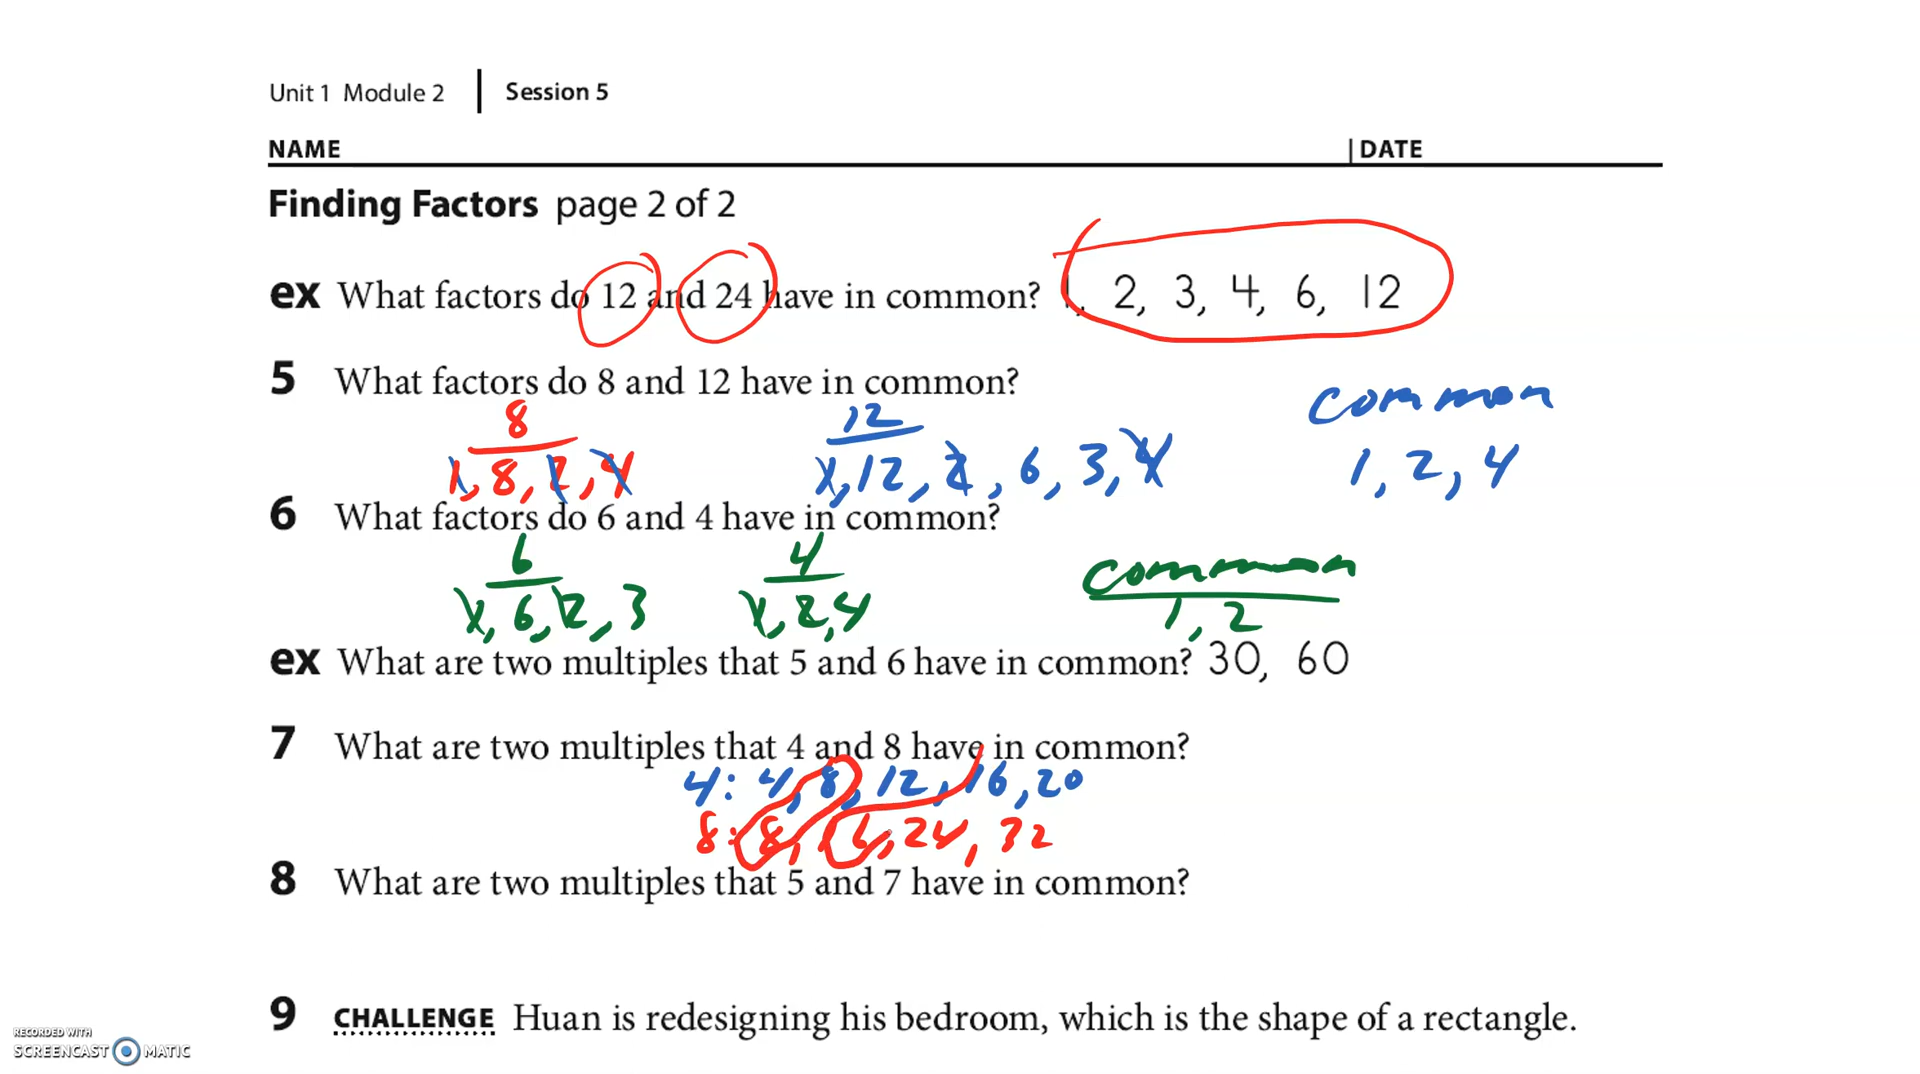 Unit 1 Module 2 | Session 5
NAME | DATE
Finding Factors page 2 of 2
ex What factors do 12 and 24 have in common? 1, 2, 3, 4, 6, 12
5 What factors do 8 and 12 have in common?
common
8 12
1, 8, 2, 4 1, 12, 2, 6, 3, 4 1, 2, 4
6 What factors do 6 and 4 have in common?
6 4 common
1, 6, 2, 3 1, 2, 4 1, 2
ex What are two multiples that 5 and 6 have in common? 30, 60
7 What are two multiples that 4 and 8 have in common?
4: 4, 8, 12, 16, 20
8: 8, 16, 24, 32
8 What are two multiples that 5 and 7 have in common?
9 CHALLENGE Huan is redesigning his bedroom, which is the shape of a rectangle.
RECORDED WITH
SCREENCAST MATIC